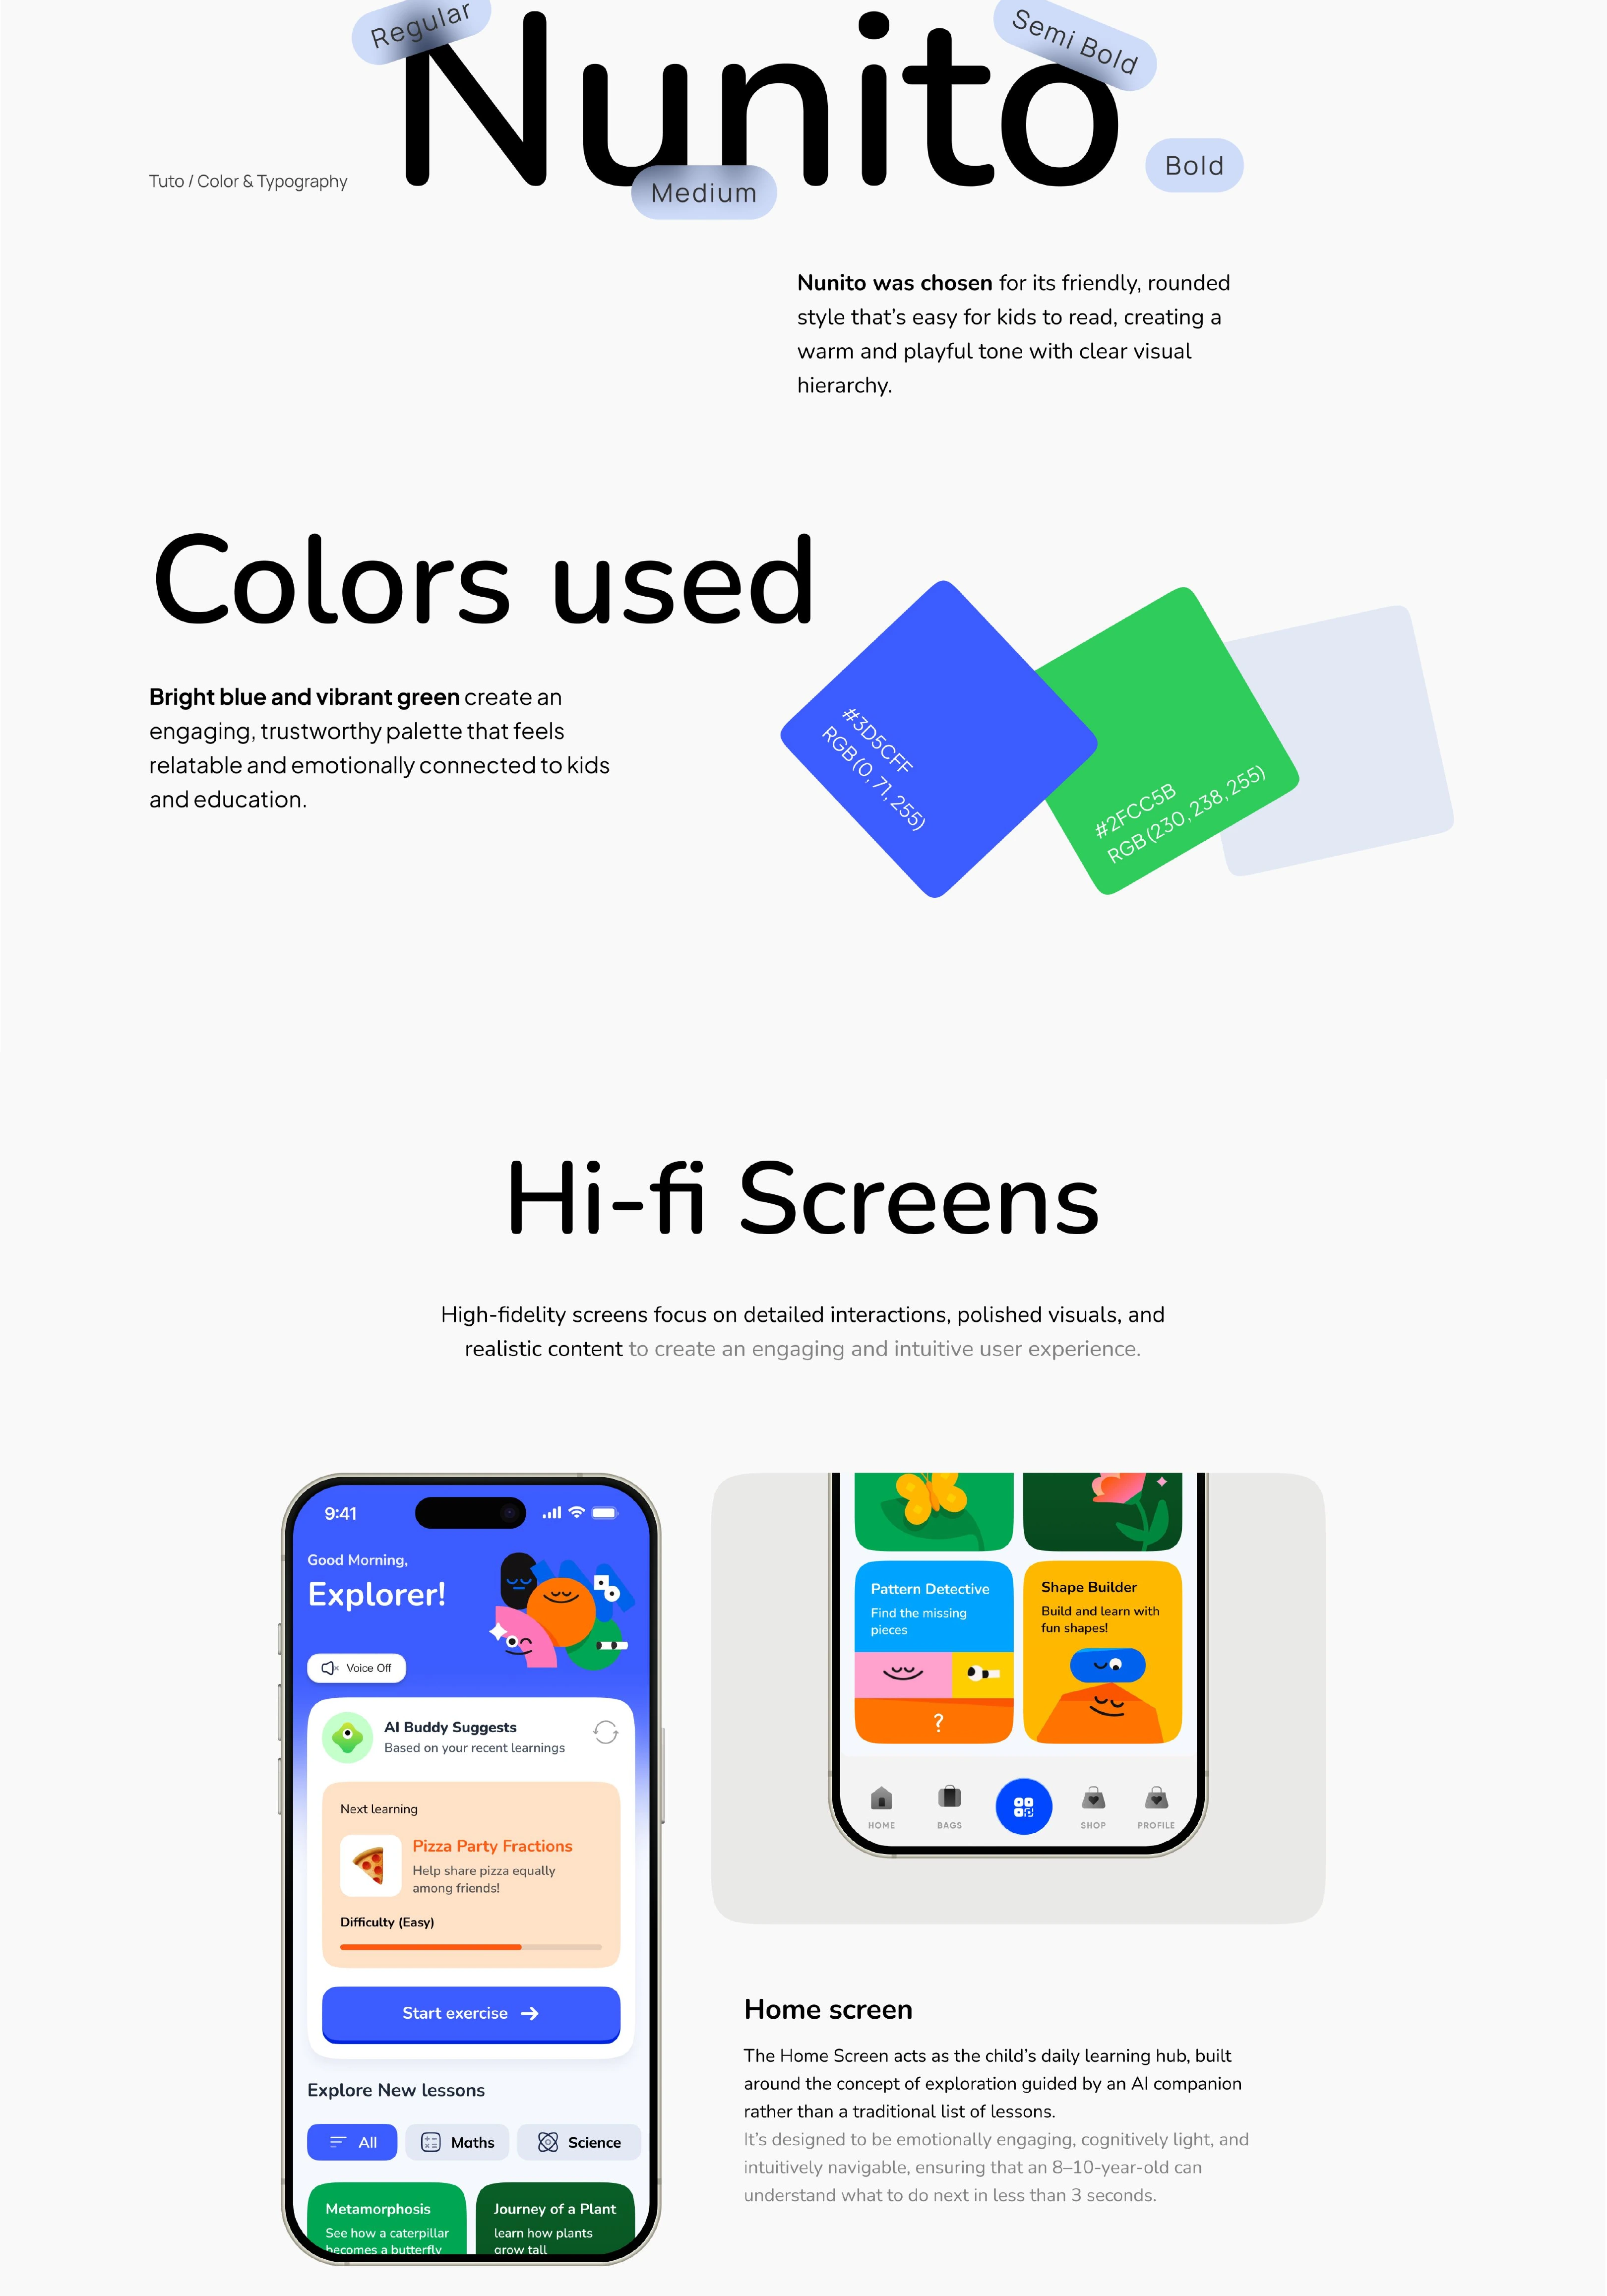 Regular
Semi Bold
Nunito
Bold
Tuto / Color & Typography
Medium
Nunito was chosen for its friendly, rounded
style that’s easy for kids to read, creating a
warm and playful tone with clear visual
hierarchy.
Colors used
Bright blue and vibrant green create an
engaging, trustworthy palette that feels
relatable and emotionally connected to kids
and education.
#3D5CFF
RGB (0, 71, 255)
#2FCC5B
RGB (230, 238, 255)
Hi-fi Screens
High-fidelity screens focus on detailed interactions, polished visuals, and
realistic content to create an engaging and intuitive user experience.
9:41
Good Morning,
Explorer!
Voice Off
AI Buddy Suggests
Based on your recent learnings
Next learning
Pizza Party Fractions
Help share pizza equally
among friends!
Difficulty (Easy)
Start exercise
Explore New lessons
All
Maths
Science
Metamorphosis
See how a caterpillar
becomes a butterfly
Journey of a Plant
learn how plants
grow tall
Pattern Detective
Find the missing
pieces
?
Shape Builder
Build and learn with
fun shapes!
HOME
BAGS
SHOP
PROFILE
Home screen
The Home Screen acts as the child’s daily learning hub, built
around the concept of exploration guided by an AI companion
rather than a traditional list of lessons.
It’s designed to be emotionally engaging, cognitively light, and
intuitively navigable, ensuring that an 8–10-year-old can
understand what to do next in less than 3 seconds.